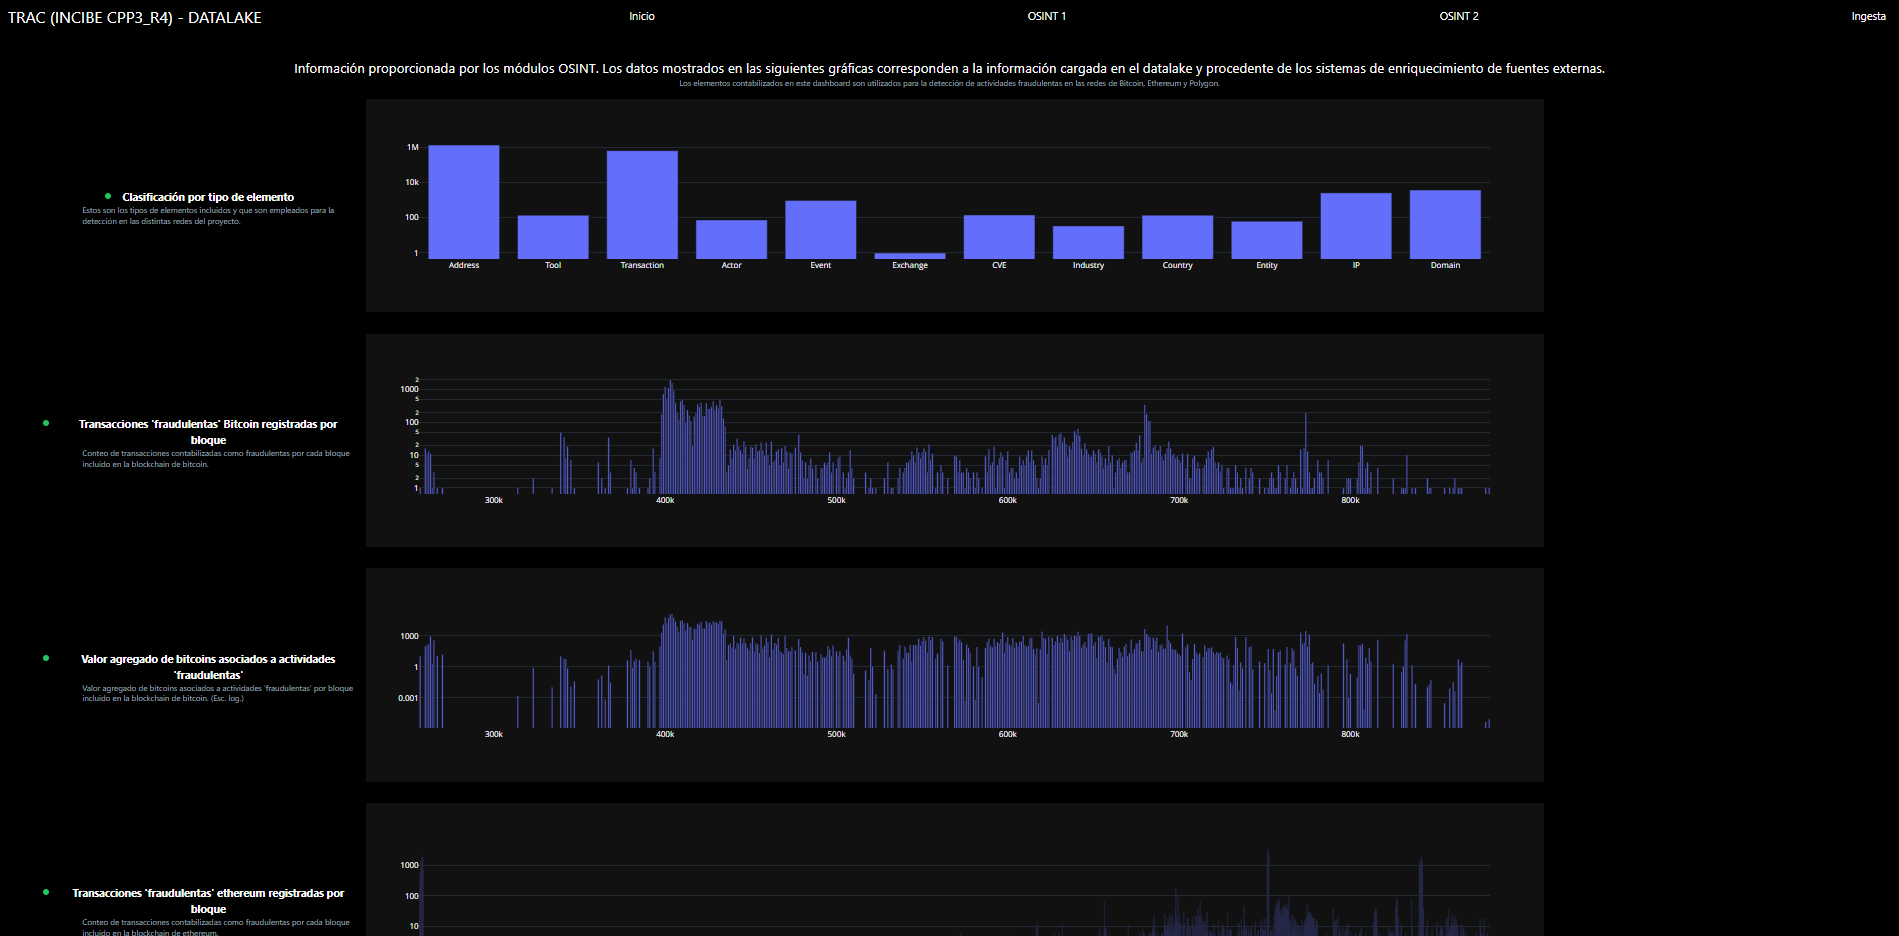 TRAC (INCIBE CPP3_R4) - DATALAKE
Inicio
OSINT 1
OSINT 2
Ingesta
Información proporcionada por los módulos OSINT. Los datos mostrados en las siguientes gráficas corresponden a la información cargada en el datalake y procedente de los sistemas de enriquecimiento de fuentes externas.
Los elementos contabilizados en este dashboard son utilizados para la detección de actividades fraudulentas en las redes de Bitcoin, Ethereum y Polygon.
Clasificación por tipo de elemento
Estos son los tipos de elementos incluidos y que son empleados para la
detección en las distintas redes del proyecto.
1M
10k
100
1
Address
Tool
Transaction
Actor
Event
Exchange
CVE
Industry
Country
Entity
IP
Domain
Transacciones 'fraudulentas' Bitcoin registradas por
bloque
Conteo de transacciones contabilizadas como fraudulentas por cada bloque
incluido en la blockchain de bitcoin.
2
1000
5
2
100
5
2
10
5
2
1
300k
400k
500k
600k
700k
800k
Valor agregado de bitcoins asociados a actividades
'fraudulentas'
Valor agregado de bitcoins asociados a actividades 'fraudulentas' por bloque
incluido en la blockchain de bitcoin. (Esc. log.)
1000
1
0.001
300k
400k
500k
600k
700k
800k
Transacciones 'fraudulentas' ethereum registradas por
bloque
Conteo de transacciones contabilizadas como fraudulentas por cada bloque
incluido en la blockchain de ethereum.
1000
100
10